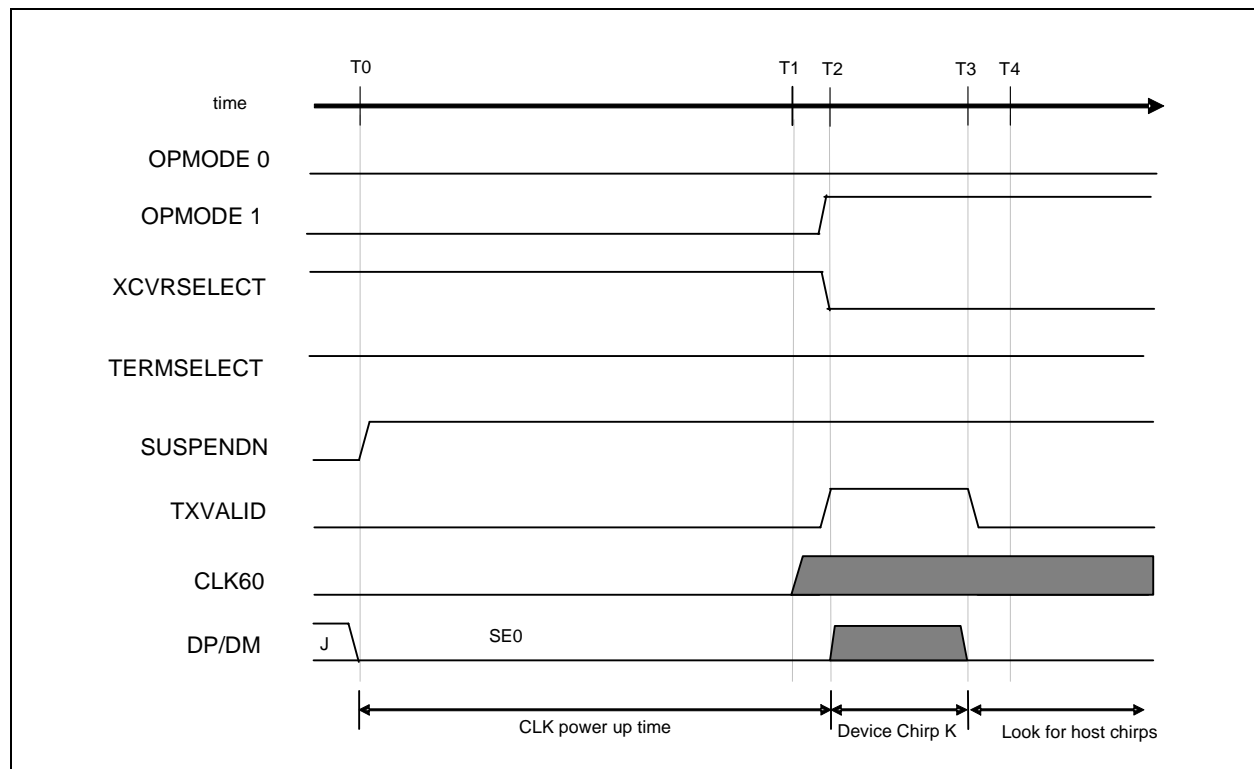 T0 T1 T2 T3 T4
time
OPMODE 0
OPMODE 1
XCVRSELECT
TERMSELECT
SUSPENDN
TXVALID
CLK60
DP/DM J SE0
CLK power up time Device Chirp K Look for host chirps